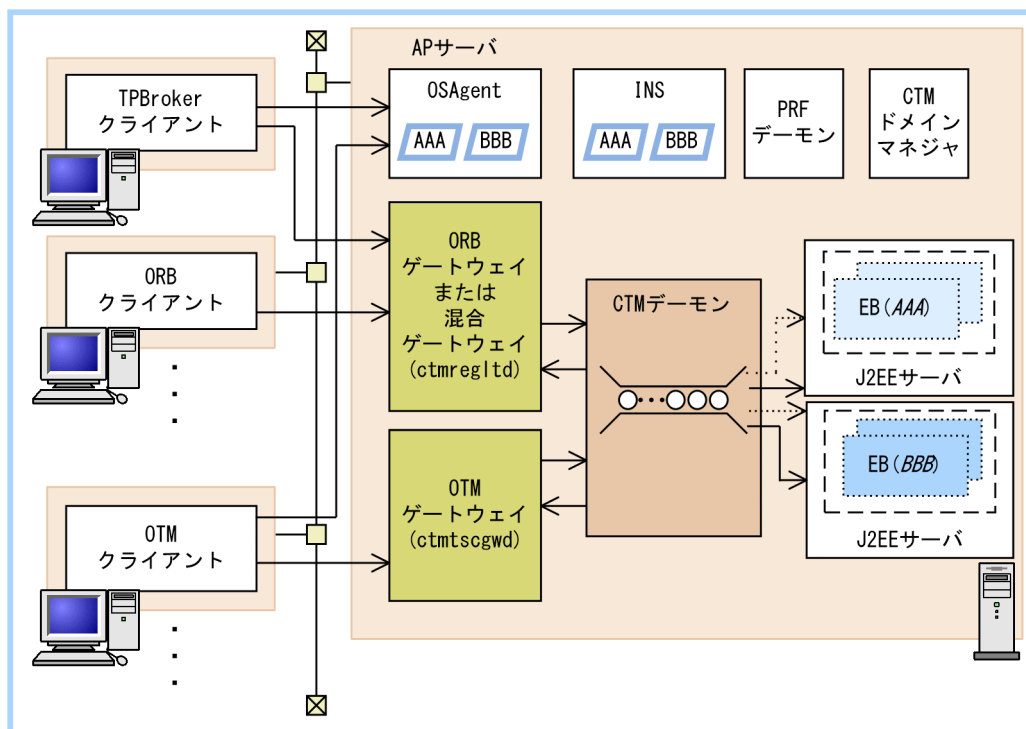 APサーバ
TPBroker
クライアント
OSAgent
AAA
BBB
INS
AAA
BBB
PRF
デーモン
CTM
ドメイン
マネジャ
ORB
クライアント
ORB
ゲートウェイ
または
混合
ゲートウェイ
(ctmregltd)
CTMデーモン
EB(AAA)
J2EEサーバ
EB(BBB)
J2EEサーバ
OTM
クライアント
OTM
ゲートウェイ
(ctmtscgwd)